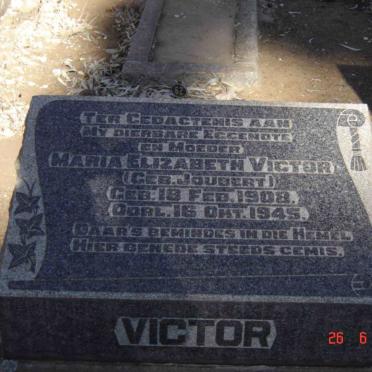 TER GEDAGTENIS AAN
MY DIERBARE EGGENOTE
EN MOEDER
MARIA ELIZABETH VICTOR
(GEB. JOUBERT)
GEB. 18 FEB. 1908.
OORL. 16 OKT. 1945.
DAAR'S BEMINDES IN DIE HEMEL
HIER BENEDE STEEDS GEMIS.
VICTOR
26 6